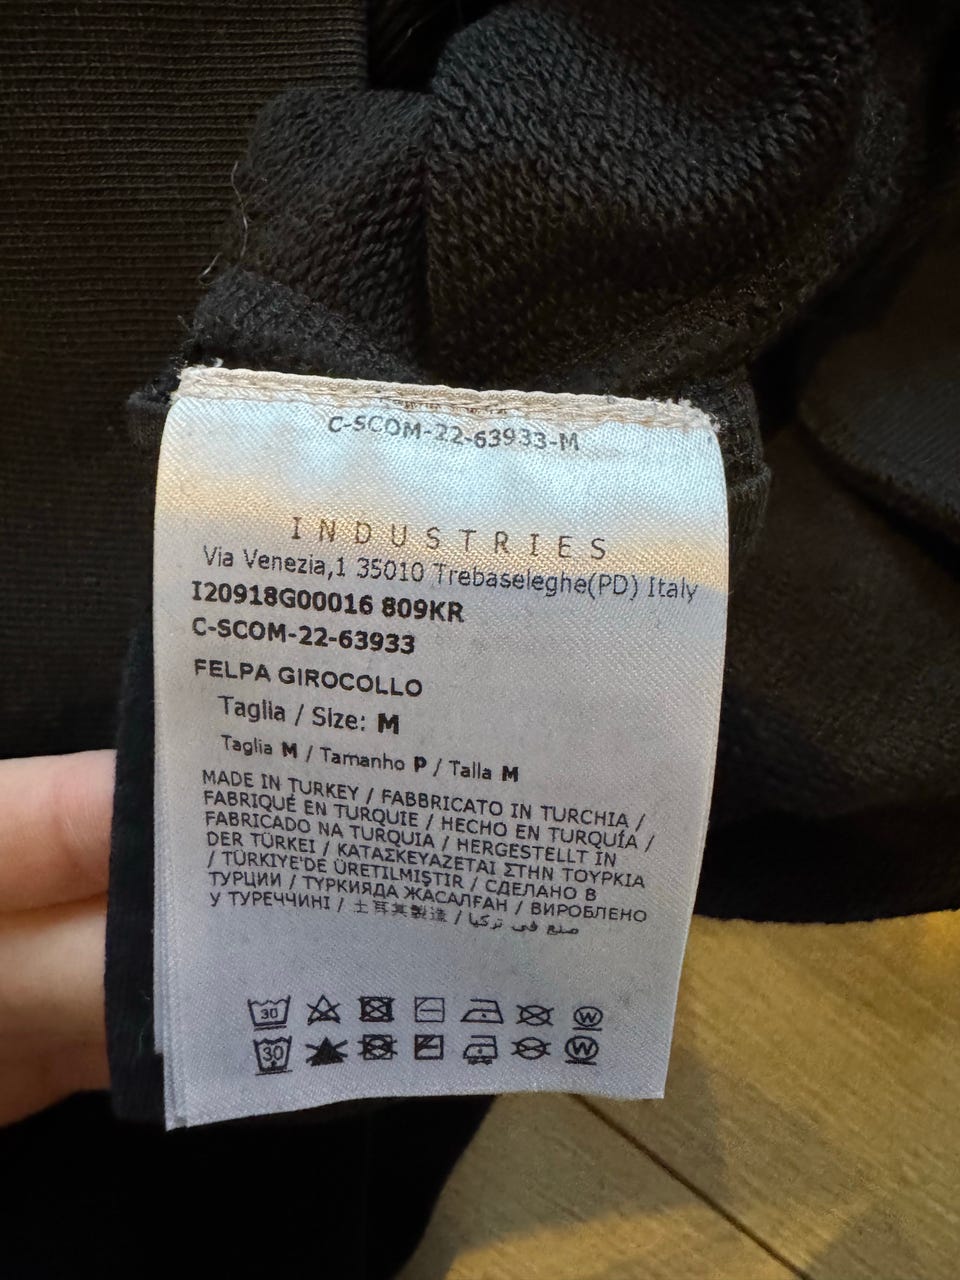 C-SCOM-22-63933-M
INDUSTRIES
Via Venezia,1 35010 Trebaseleghe(PD) Italy
I20918G00016 809KR
C-SCOM-22-63933
FELPA GIROCOLLO
Taglia / Size: M
Taglia M / Tamanho P / Talla M
MADE IN TURKEY / FABBRICATO IN TURCHIA /
FABRIQUÉ EN TURQUIE / HECHO EN TURQUÍA /
FABRICADO NA TURQUIA / HERGESTELLT IN
DER TÜRKEI / ΚΑΤΑΣΚΕΥΑΖΕΤΑΙ ΣΤΗΝ ΤΟΥΡΚΙΑ
/ TÜRKİYE'DE ÜRETİLMİŞTİR / СДЕЛАНО В
ТУРЦИИ / ТҮРКИЯДА ЖАСАЛҒАН / ВИРОБЛЕНО
У ТУРЕЧЧИНІ / 土耳其製造 / صنع في تركيا
30 W
30 W